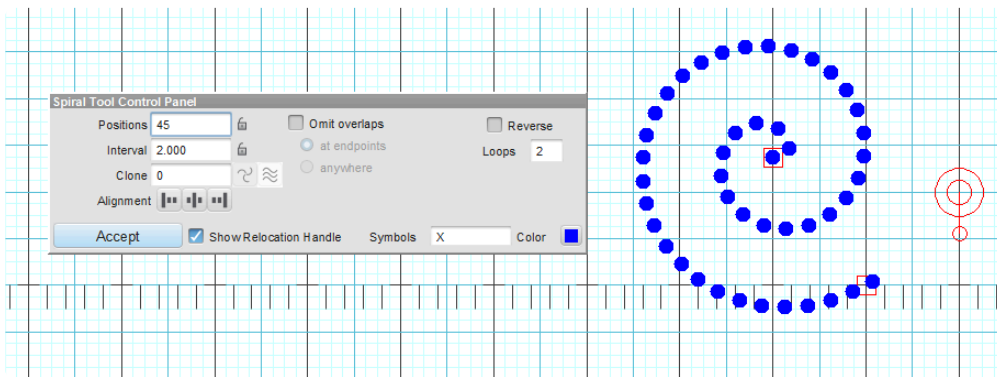 Spiral Tool Control Panel
Positions 45 Omit overlaps Reverse
Interval 2.000 at endpoints Loops 2
Clone 0 anywhere
Alignment
Accept Show Relocation Handle Symbols X Color